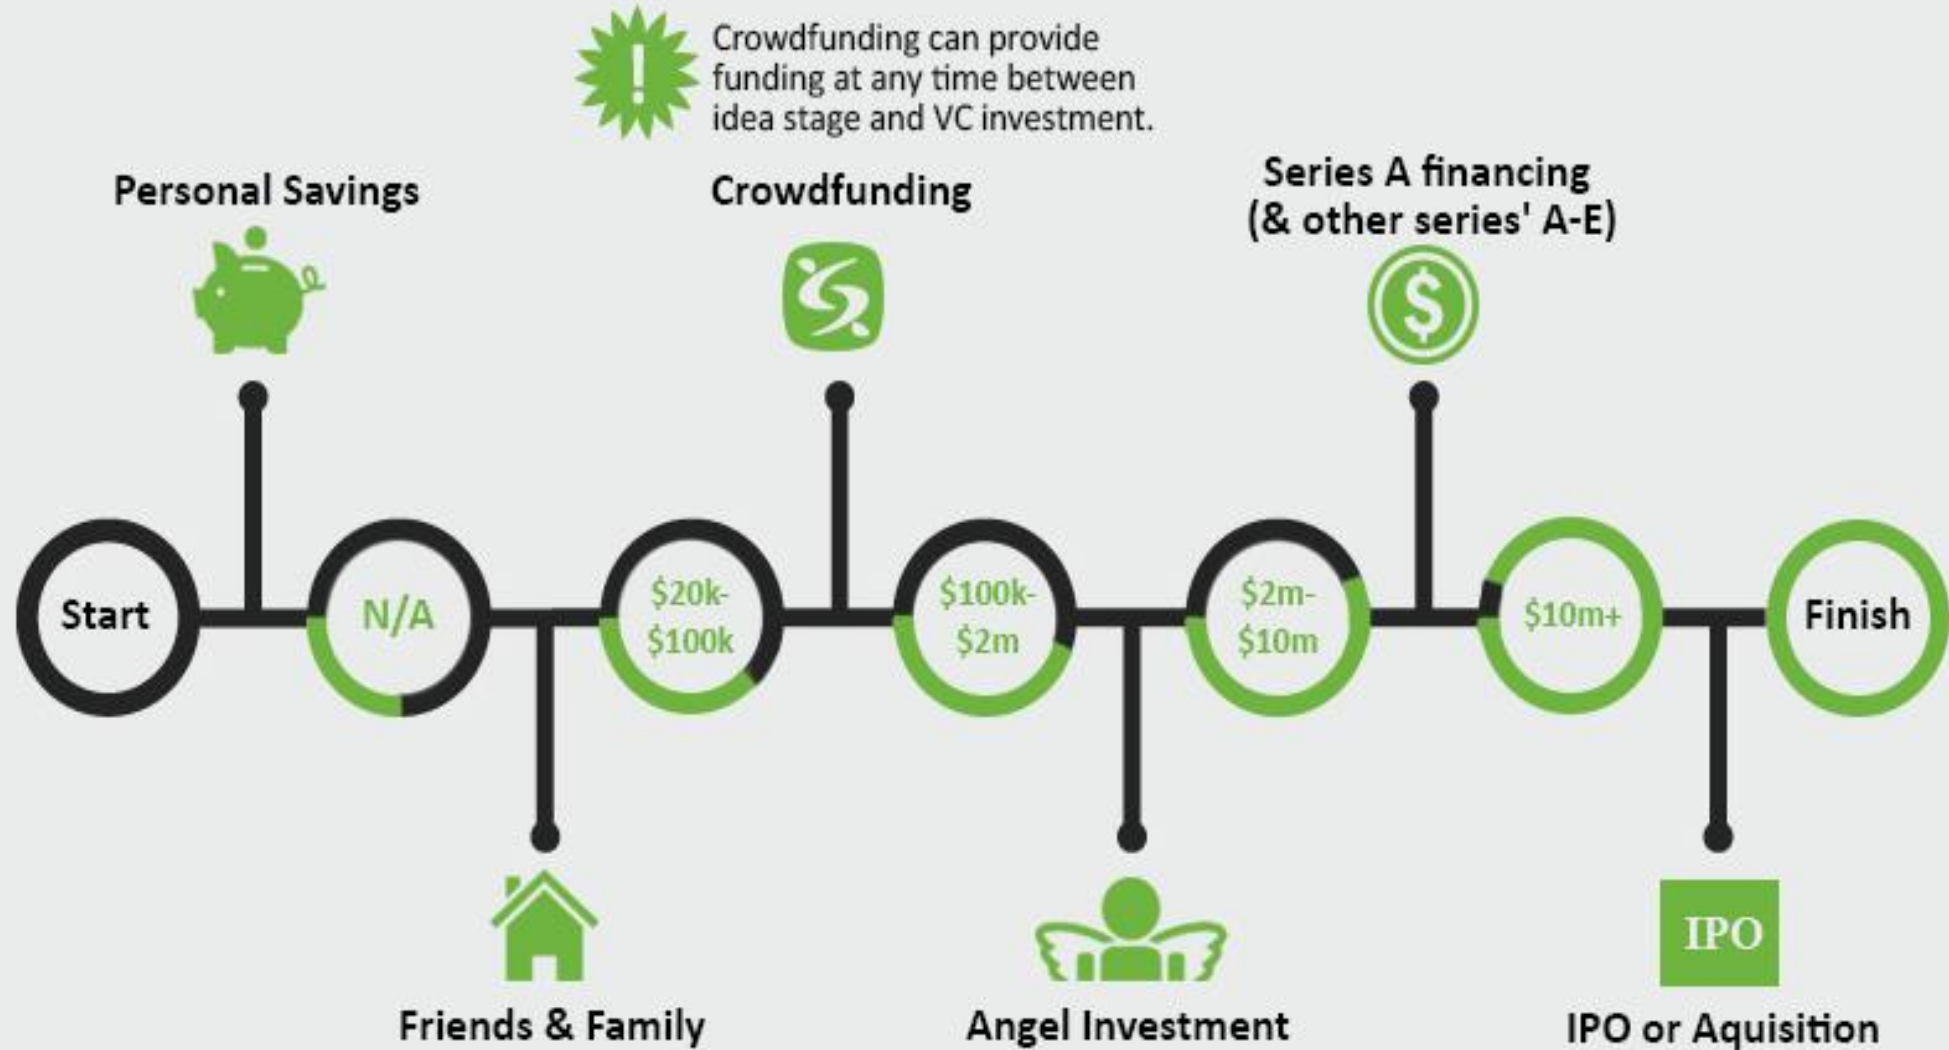 !
Crowdfunding can provide
funding at any time between
idea stage and VC investment.
Personal Savings
Crowdfunding
Series A financing
(& other series' A-E)
$
Start
N/A
$20k-
$100k
$100k-
$2m
$2m-
$10m
$10m+
Finish
IPO
Friends & Family
Angel Investment
IPO or Aquisition